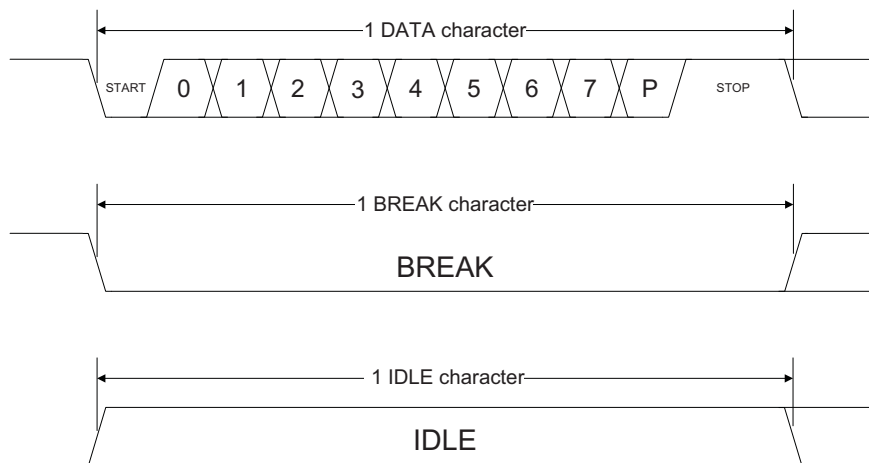 1 DATA character
START 0 1 2 3 4 5 6 7 P STOP
1 BREAK character
BREAK
1 IDLE character
IDLE